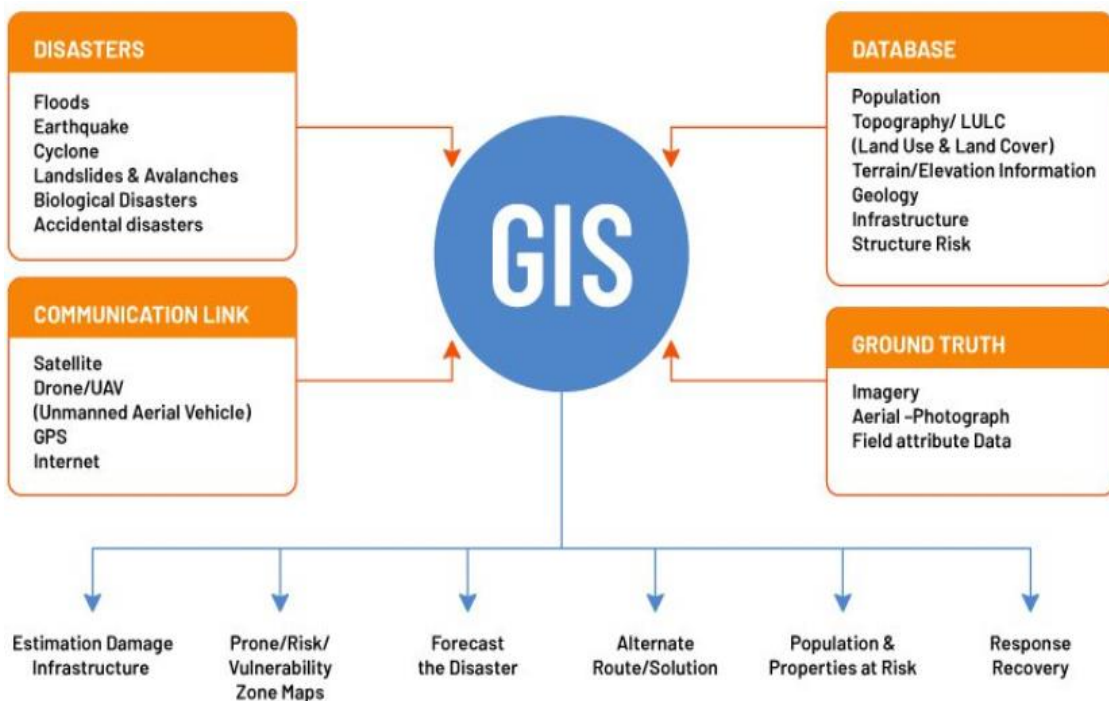 DISASTERS
Floods
Earthquake
Cyclone
Landslides & Avalanches
Biological Disasters
Accidental disasters
COMMUNICATION LINK
Satellite
Drone/UAV
(Unmanned Aerial Vehicle)
GPS
Internet
GIS
DATABASE
Population
Topography/ LULC
(Land Use & Land Cover)
Terrain/Elevation Information
Geology
Infrastructure
Structure Risk
GROUND TRUTH
Imagery
Aerial –Photograph
Field attribute Data
Estimation Damage
Infrastructure
Prone/Risk/
Vulnerability
Zone Maps
Forecast
the Disaster
Alternate
Route/Solution
Population &
Properties at Risk
Response
Recovery